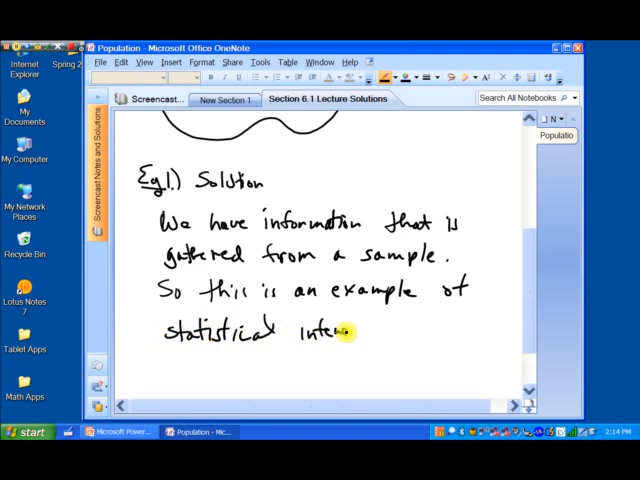 Population - Microsoft Office OneNote
Internet Explorer
Spring 2
File Edit View Insert Format Share Tools Table Window Help
Screencast... New Section 1 Section 6.1 Lecture Solutions Search All Notebooks
My Documents
My Computer
My Network Places
Recycle Bin
Lotus Notes 7
Tablet Apps
Math Apps
Screencast Notes and Solutions
N
Populatio
Eg 1.) Solution
We have information that is
gathered from a sample.
So this is an example of
statistical infer
start Microsoft Power... Population - Mic... 2:14 PM